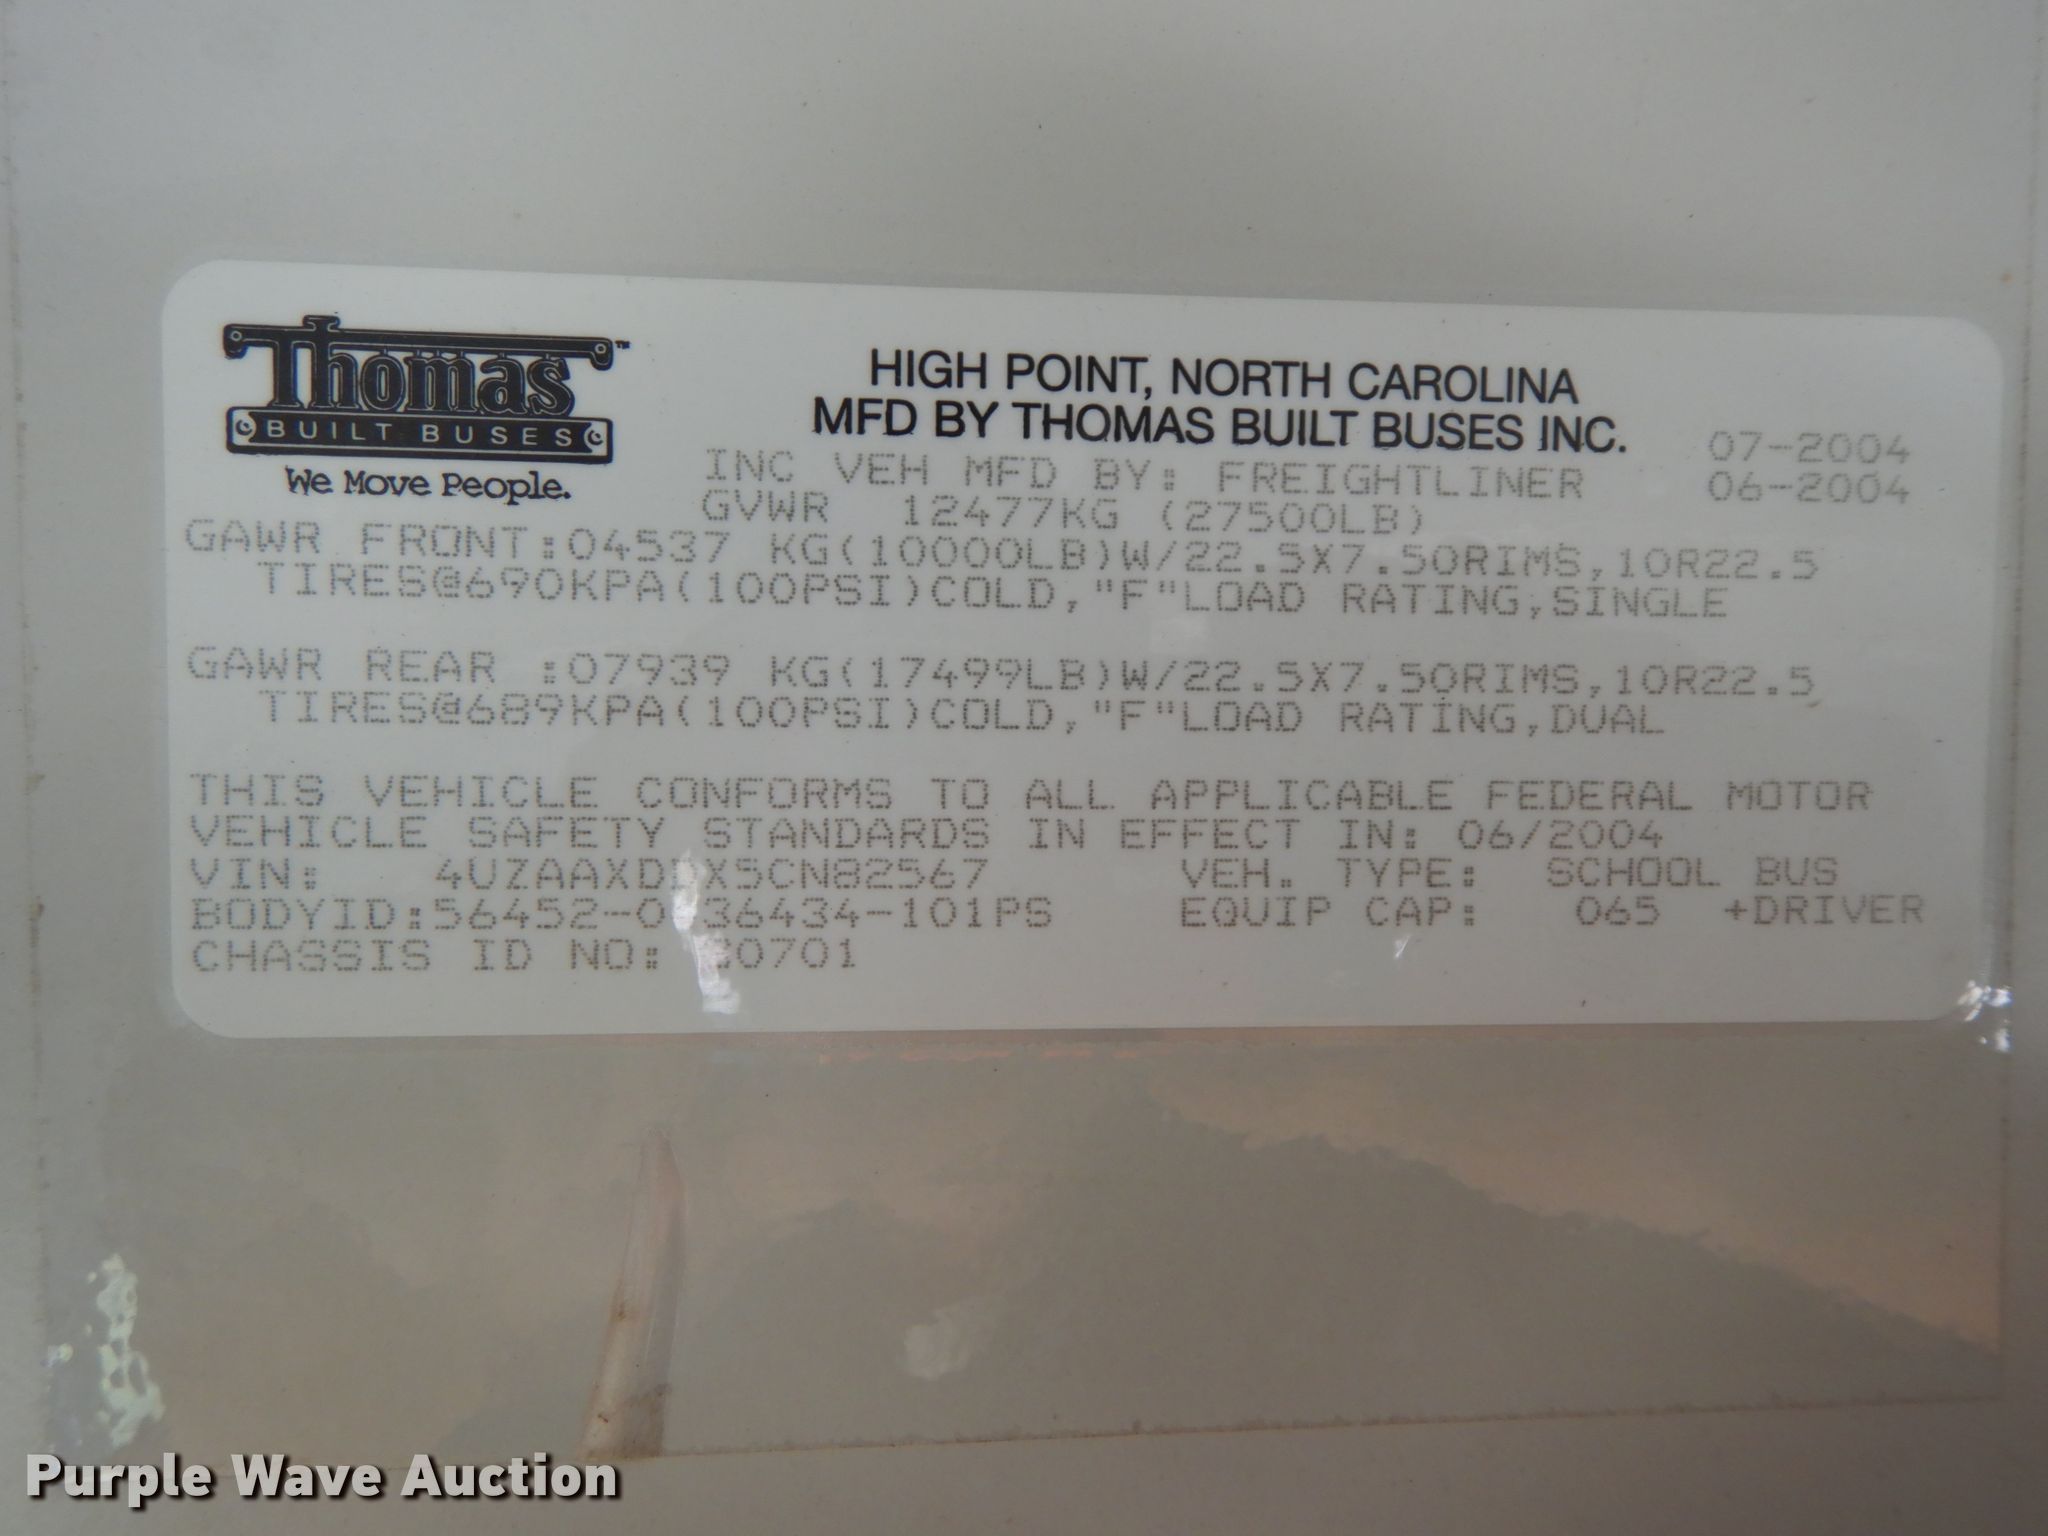 Thomas™
BUILT BUSES
We Move People.
HIGH POINT, NORTH CAROLINA
MFD BY THOMAS BUILT BUSES INC.
07-2004
INC VEH MFD BY: FREIGHTLINER 06-2004
GVWR 12477KG (27500LB)
GAWR FRONT:04537 KG(10000LB)W/22.5X7.50RIMS,10R22.5
TIRES@690KPA(100PSI)COLD,"F"LOAD RATING,SINGLE
GAWR REAR :07939 KG(17499LB)W/22.5X7.50RIMS,10R22.5
TIRES@689KPA(100PSI)COLD,"F"LOAD RATING,DUAL
THIS VEHICLE CONFORMS TO ALL APPLICABLE FEDERAL MOTOR
VEHICLE SAFETY STANDARDS IN EFFECT IN: 06/2004
VIN: VEH. TYPE: SCHOOL BUS
BODYID: EQUIP CAP: 065 +DRIVER
CHASSIS ID NO:
Purple Wave Auction